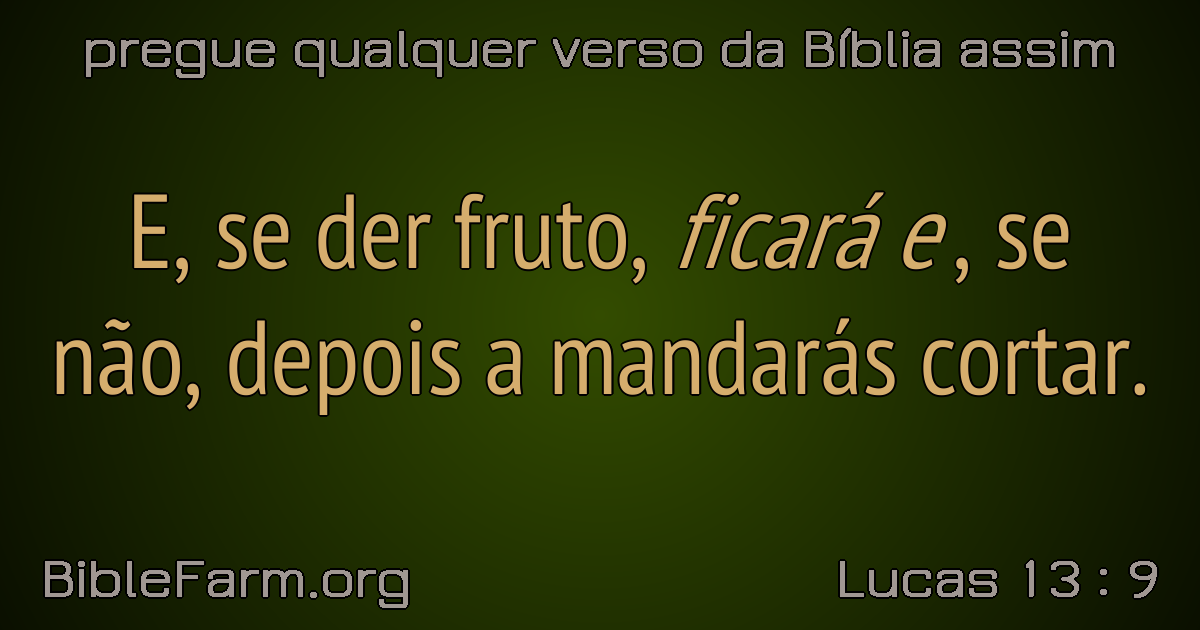 pregue qualquer verso da Bíblia assim
E, se der fruto, ficará e , se
não, depois a mandarás cortar.
BibleFarm.org
Lucas 13 : 9